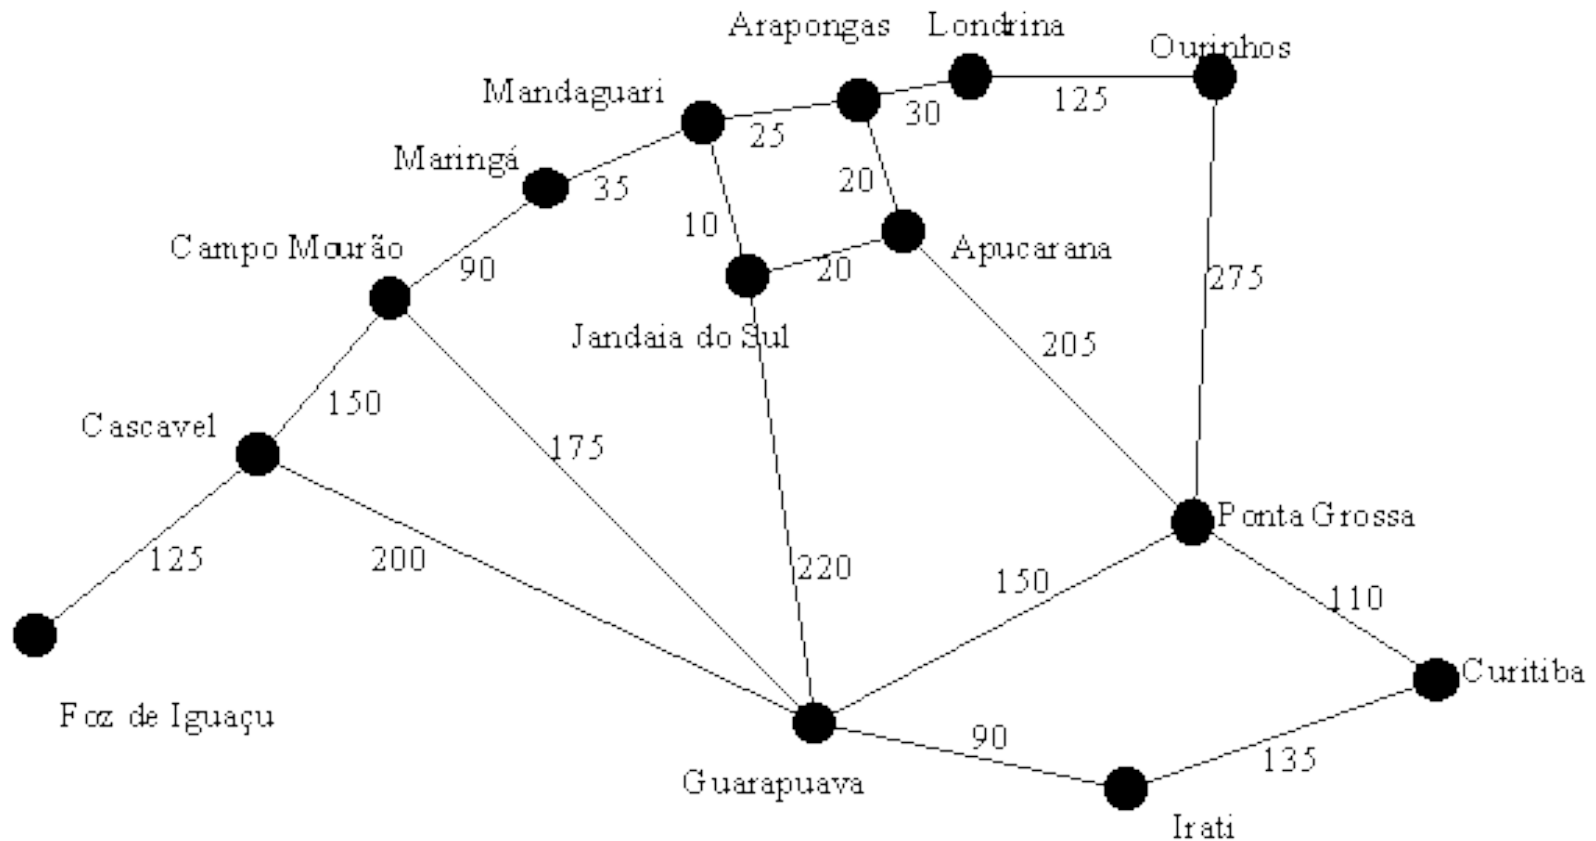 Arapongas
Londrina
Ourinhos
Mandaguari
125
30
25
Maringá
35
20
10
Campo Mourão
Apucarana
90
20
275
Jandaia do Sul
205
150
Cascavel
175
Ponta Grossa
125
200
220
150
110
Curitiba
Foz de Iguaçu
90
135
Guarapuava
Irati